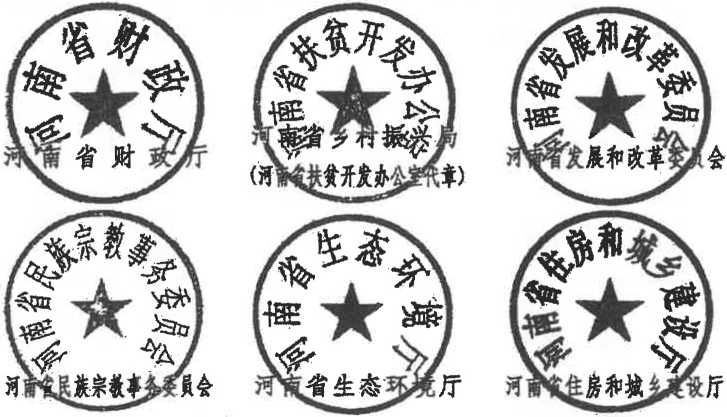 河南省财政厅
河南省扶贫开发办公室
河南省发展和改革委员会
河南省财政厅
河南省乡村振兴局
河南省发展和改革委员会
(河南省扶贫开发办公室代章)
河南省民族宗教事务委员会
河南省生态环境厅
河南省住房和城乡建设厅
河南省民族宗教事务委员会
河南省生态环境厅
河南省住房和城乡建设厅